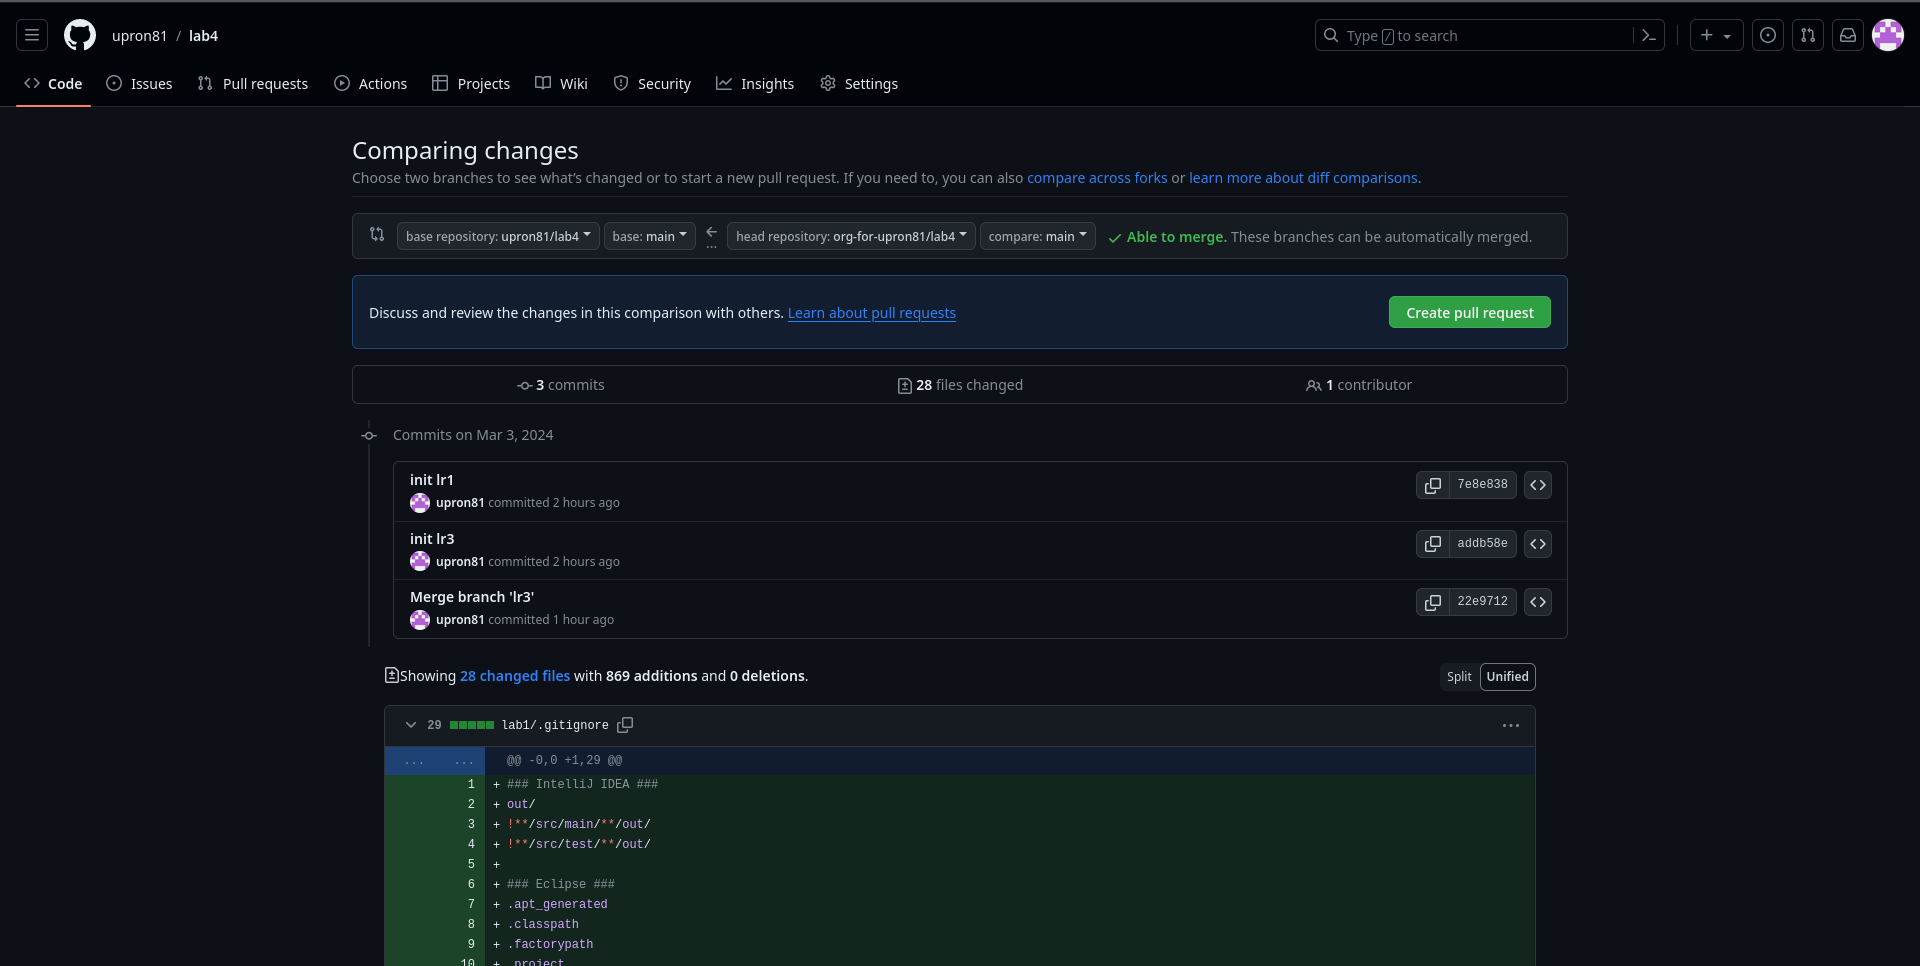 upron81 / lab4
Type / to search
Code Issues Pull requests Actions Projects Wiki Security Insights Settings
Comparing changes
Choose two branches to see what's changed or to start a new pull request. If you need to, you can also compare across forks or learn more about diff comparisons.
base repository: upron81/lab4 base: main ... head repository: org-for-upron81/lab4 compare: main Able to merge. These branches can be automatically merged.
Discuss and review the changes in this comparison with others. Learn about pull requests Create pull request
3 commits 28 files changed 1 contributor
Commits on Mar 3, 2024
init lr1
upron81 committed 2 hours ago
7e8e838
init lr3
upron81 committed 2 hours ago
addb58e
Merge branch 'lr3'
upron81 committed 1 hour ago
22e9712
Showing 28 changed files with 869 additions and 0 deletions. Split Unified
29 lab1/.gitignore
... ... @@ -0,0 +1,29 @@
1 + ### IntelliJ IDEA ###
2 + out/
3 + !**/src/main/**/out/
4 + !**/src/test/**/out/
5 +
6 + ### Eclipse ###
7 + .apt_generated
8 + .classpath
9 + .factorypath
10 + .project